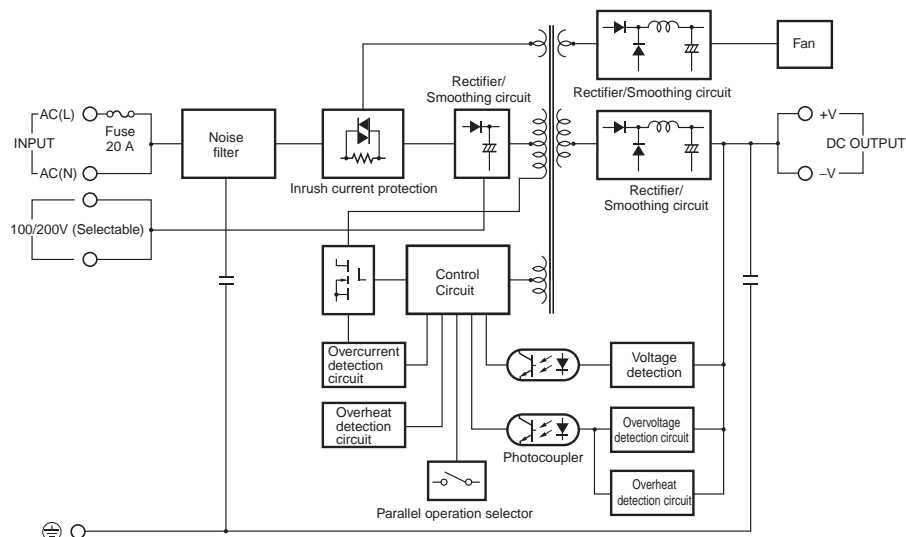 Fan
Rectifier/
Smoothing circuit
Rectifier/Smoothing circuit
AC(L)
Fuse
20 A
INPUT
AC(N)
Noise
filter
Inrush current protection
+V
DC OUTPUT
–V
Rectifier/
Smoothing circuit
100/200V (Selectable)
Control
Circuit
Overcurrent
detection
circuit
Voltage
detection
Overheat
detection
circuit
Overvoltage
detection circuit
Photocoupler
Overheat
detection circuit
Parallel operation selector